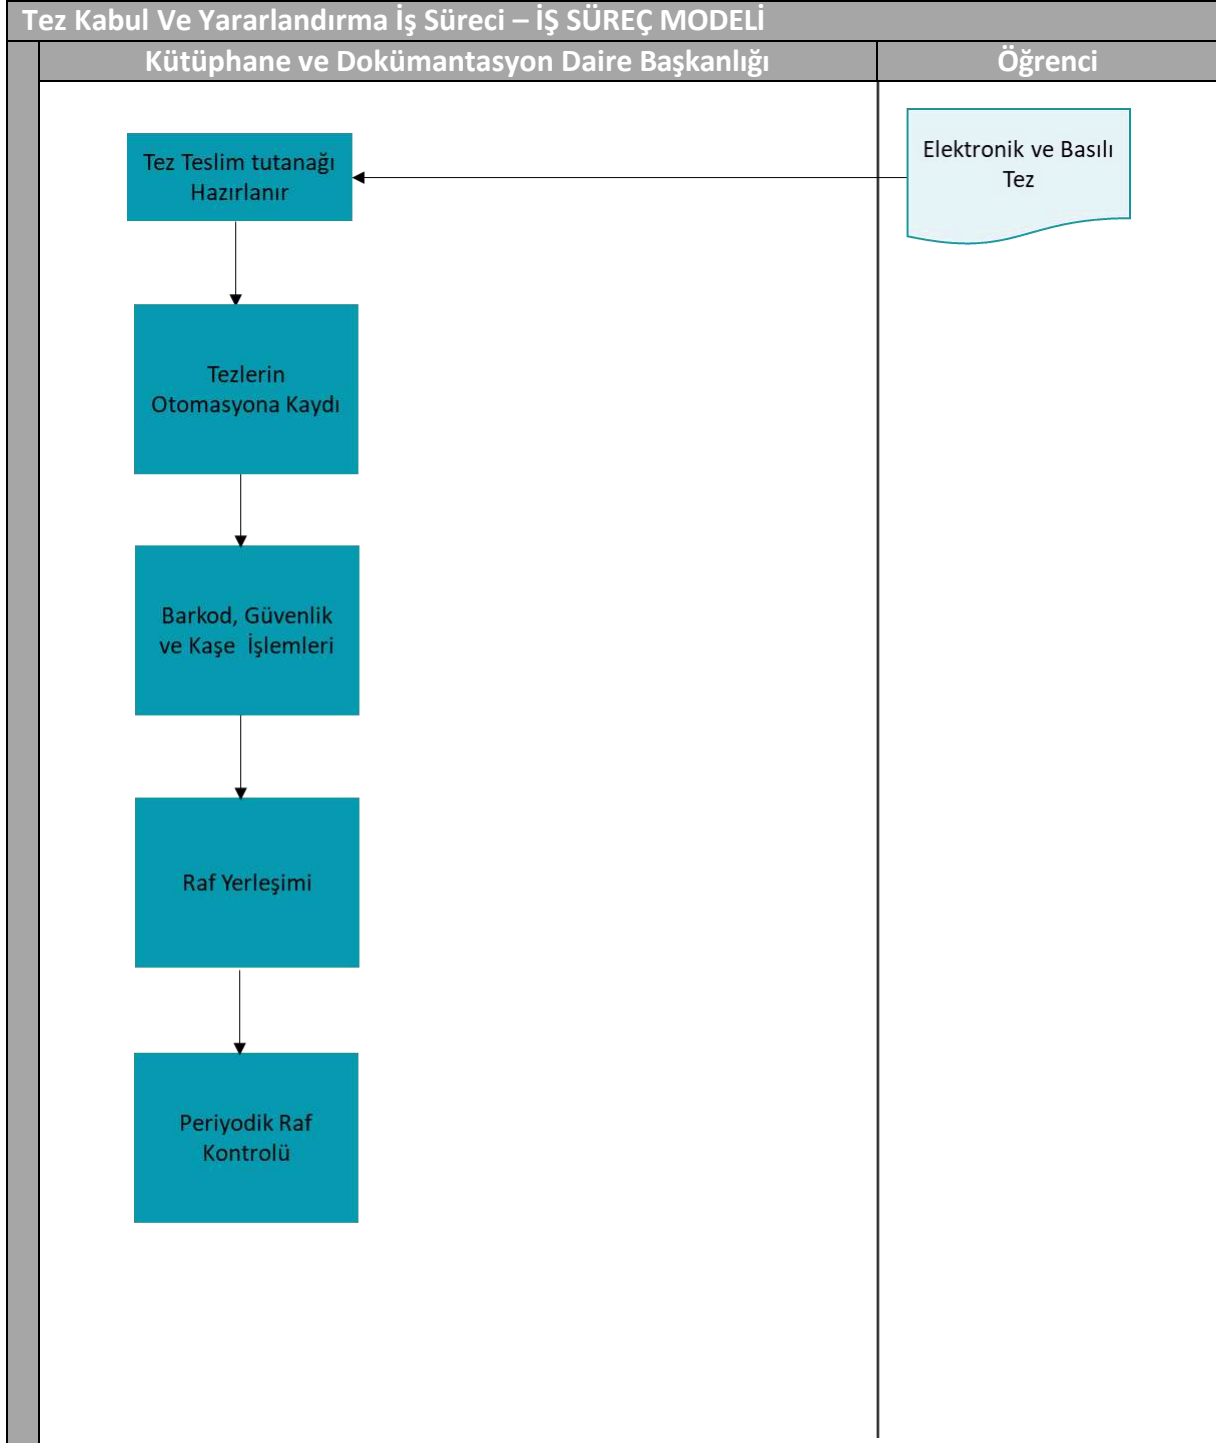 Tez Kabul Ve Yararlandırma İş Süreci – İŞ SÜREÇ MODELİ
Kütüphane ve Dokümantasyon Daire Başkanlığı
Öğrenci
Elektronik ve Basılı
Tez
Tez Teslim tutanağı
Hazırlanır
Tezlerin
Otomasyona Kaydı
Barkod, Güvenlik
ve Kaşe İşlemleri
Raf Yerleşimi
Periyodik Raf
Kontrolü